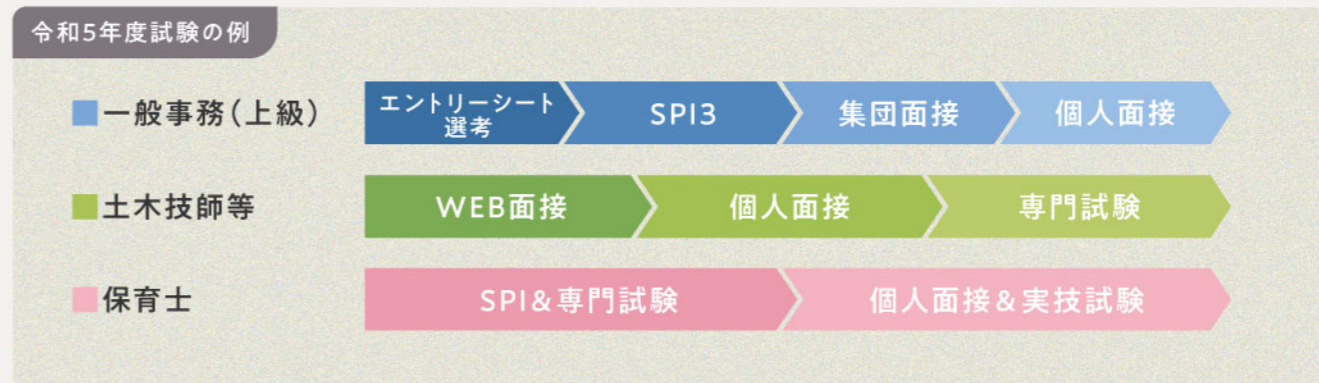 令和5年度試験の例
■一般事務(上級)
エントリーシート
選考
SPI3
集団面接
個人面接
■土木技師等
WEB面接
個人面接
専門試験
■保育士
SPI&専門試験
個人面接&実技試験